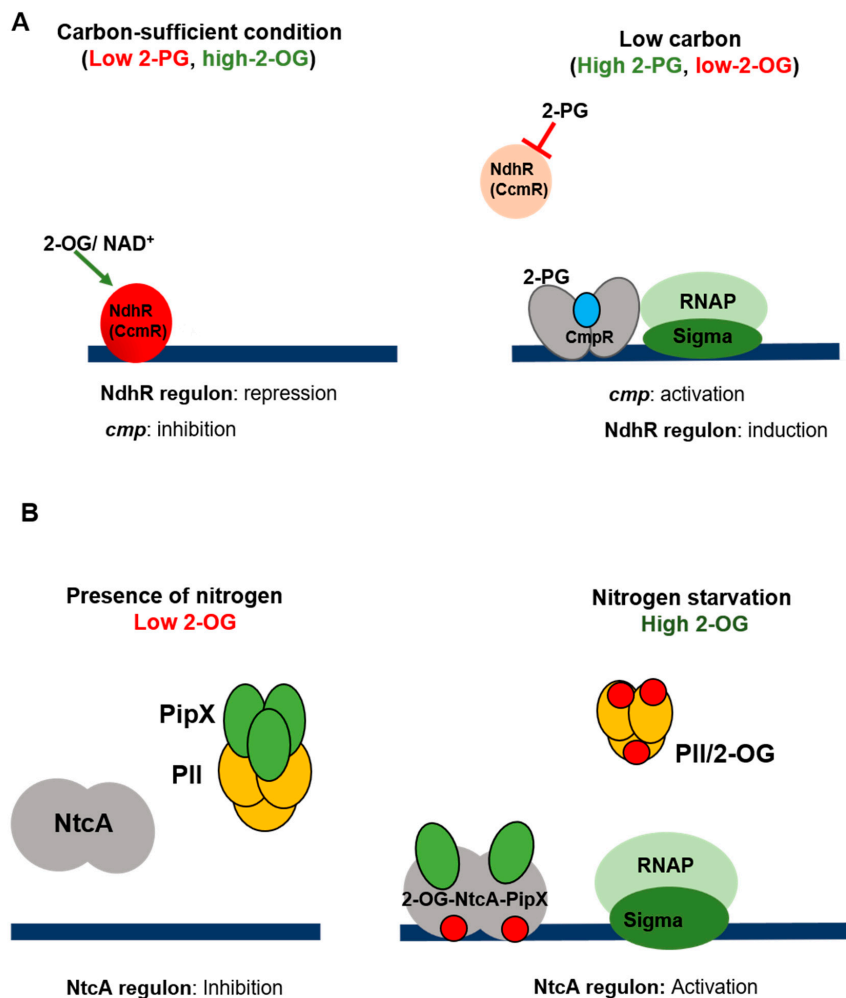 A
Carbon-sufficient condition
(Low 2-PG, high-2-OG)
Low carbon
(High 2-PG, low-2-OG)
2-PG
NdhR
(CcmR)
2-OG/ NAD⁺
NdhR
(CcmR)
2-PG
CmpR
RNAP
Sigma
NdhR regulon: repression
cmp: inhibition
cmp: activation
NdhR regulon: induction
B
Presence of nitrogen
Low 2-OG
Nitrogen starvation
High 2-OG
PipX
PII
NtcA
PII/2-OG
2-OG-NtcA-PipX
RNAP
Sigma
NtcA regulon: Inhibition
NtcA regulon: Activation